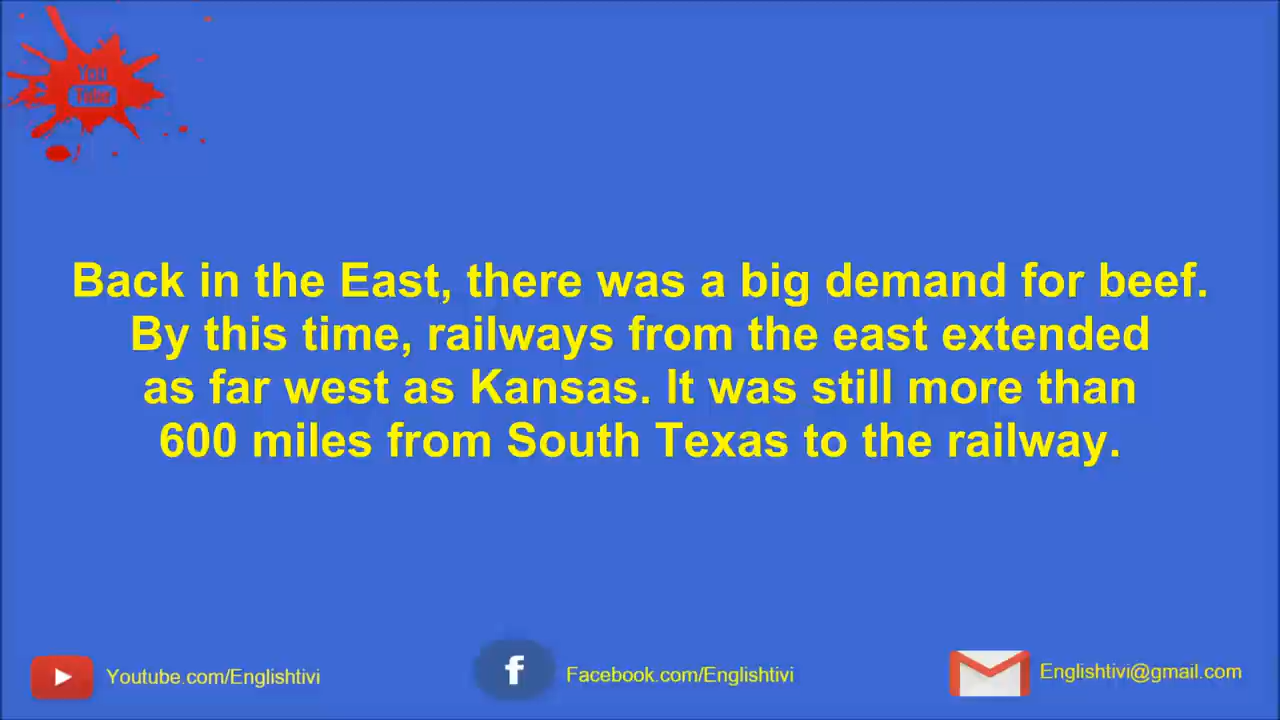 You
Tube
Back in the East, there was a big demand for beef.
By this time, railways from the east extended
as far west as Kansas. It was still more than
600 miles from South Texas to the railway.
Youtube.com/Englishtivi
f
Facebook.com/Englishtivi
Englishtivi@gmail.com